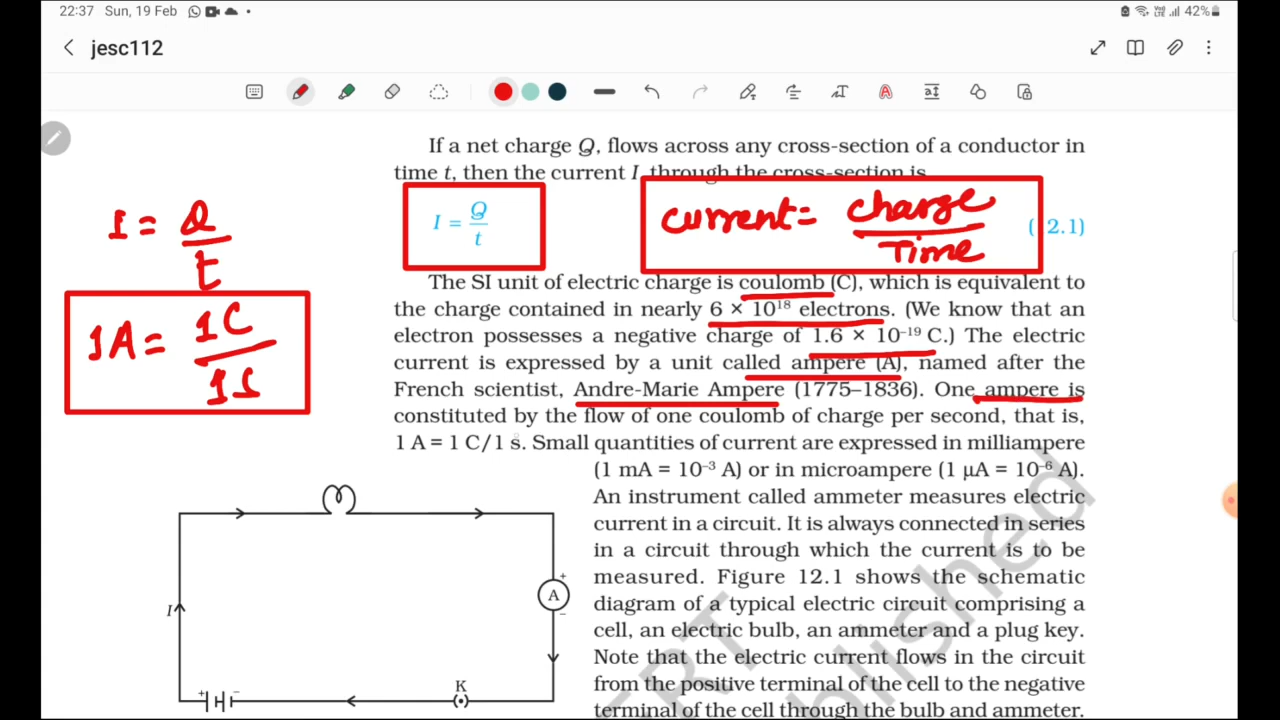 22:37 Sun, 19 Feb
42%
jesc112
If a net charge Q, flows across any cross-section of a conductor in
time t, then the current I, through the cross-section is
I = Q/t
current = charge/Time
2.1)
I = Q/t
1A = 1C/1S
The SI unit of electric charge is coulomb (C), which is equivalent to
the charge contained in nearly 6 × 10¹⁸ electrons. (We know that an
electron possesses a negative charge of 1.6 × 10⁻¹⁹ C.) The electric
current is expressed by a unit called ampere (A), named after the
French scientist, Andre-Marie Ampere (1775–1836). One ampere is
constituted by the flow of one coulomb of charge per second, that is,
1 A = 1 C/1 s. Small quantities of current are expressed in milliampere
(1 mA = 10⁻³ A) or in microampere (1 µA = 10⁻⁶ A).
An instrument called ammeter measures electric
current in a circuit. It is always connected in series
in a circuit through which the current is to be
measured. Figure 12.1 shows the schematic
diagram of a typical electric circuit comprising a
cell, an electric bulb, an ammeter and a plug key.
Note that the electric current flows in the circuit
from the positive terminal of the cell to the negative
terminal of the cell through the bulb and ammeter.
I
+
A
−
K
+
−